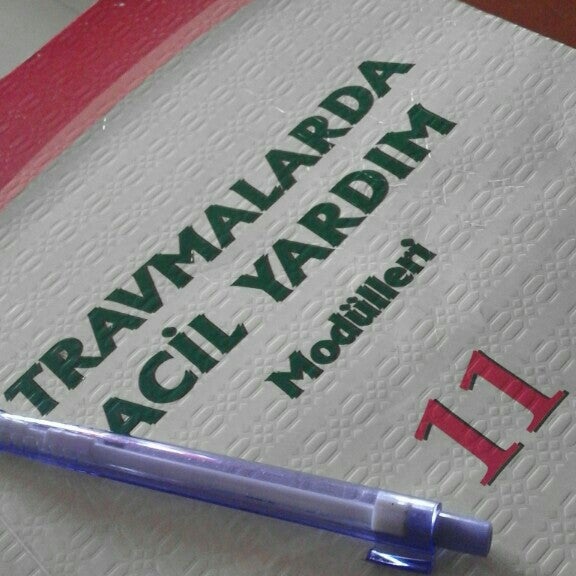 TRAVMALARDA
ACİL YARDIM
Modülleri
11